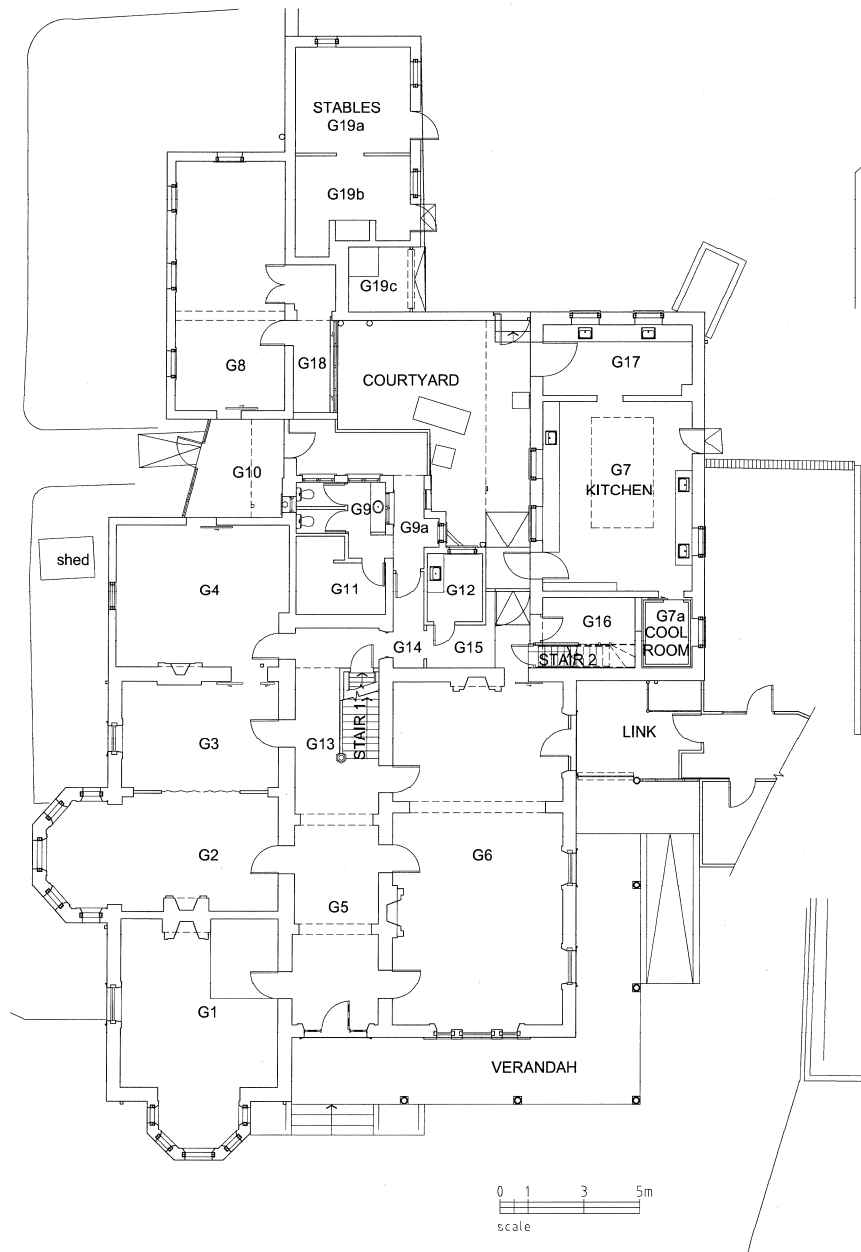 STABLES
G19a
G19b
G19c
G8
G18
COURTYARD
G17
G10
G7
KITCHEN
G9
G9a
shed
G4
G11
G12
G7a
COOL
ROOM
G16
G14
G15
STAIR 2
G3
G13
STAIR 1
LINK
G2
G6
G5
G1
VERANDAH
0 1 3 5m
scale